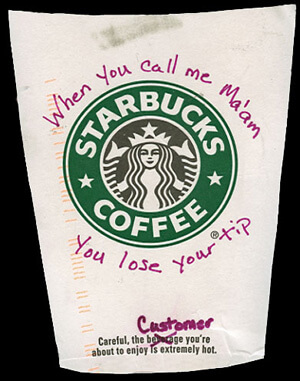 When You call me Ma'am
STARBUCKS
COFFEE
®
You lose your tip
Customer
Careful, the beverage you're
about to enjoy is extremely hot.